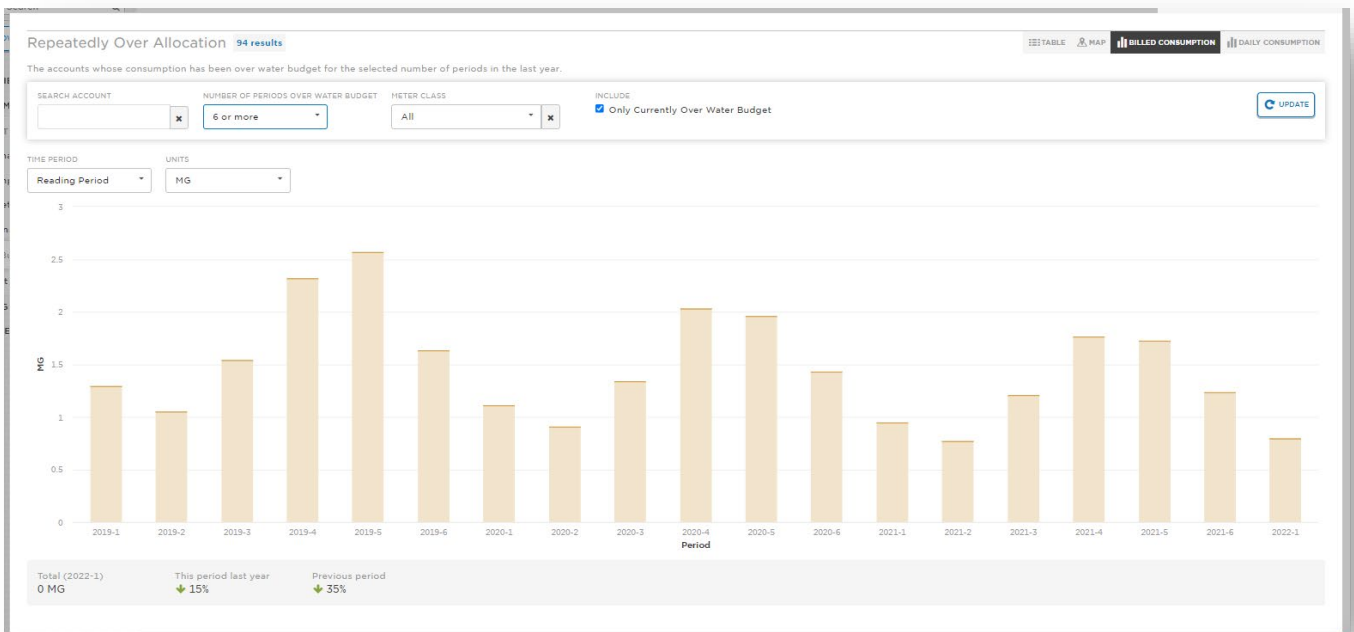 Repeatedly Over Allocation 94 results
TABLE MAP BILLED CONSUMPTION DAILY CONSUMPTION
The accounts whose consumption has been over water budget for the selected number of periods in the last year.
SEARCH ACCOUNT NUMBER OF PERIODS OVER WATER BUDGET METER CLASS INCLUDE
6 or more All Only Currently Over Water Budget UPDATE
TIME PERIOD UNITS
Reading Period MG
3
2.5
2
1.5
1
0.5
0
MG
2019-1 2019-2 2019-3 2019-4 2019-5 2019-6 2020-1 2020-2 2020-3 2020-4 2020-5 2020-6 2021-1 2021-2 2021-3 2021-4 2021-5 2021-6 2022-1
Period
Total (2022-1) This period last year Previous period
0 MG 15% 35%